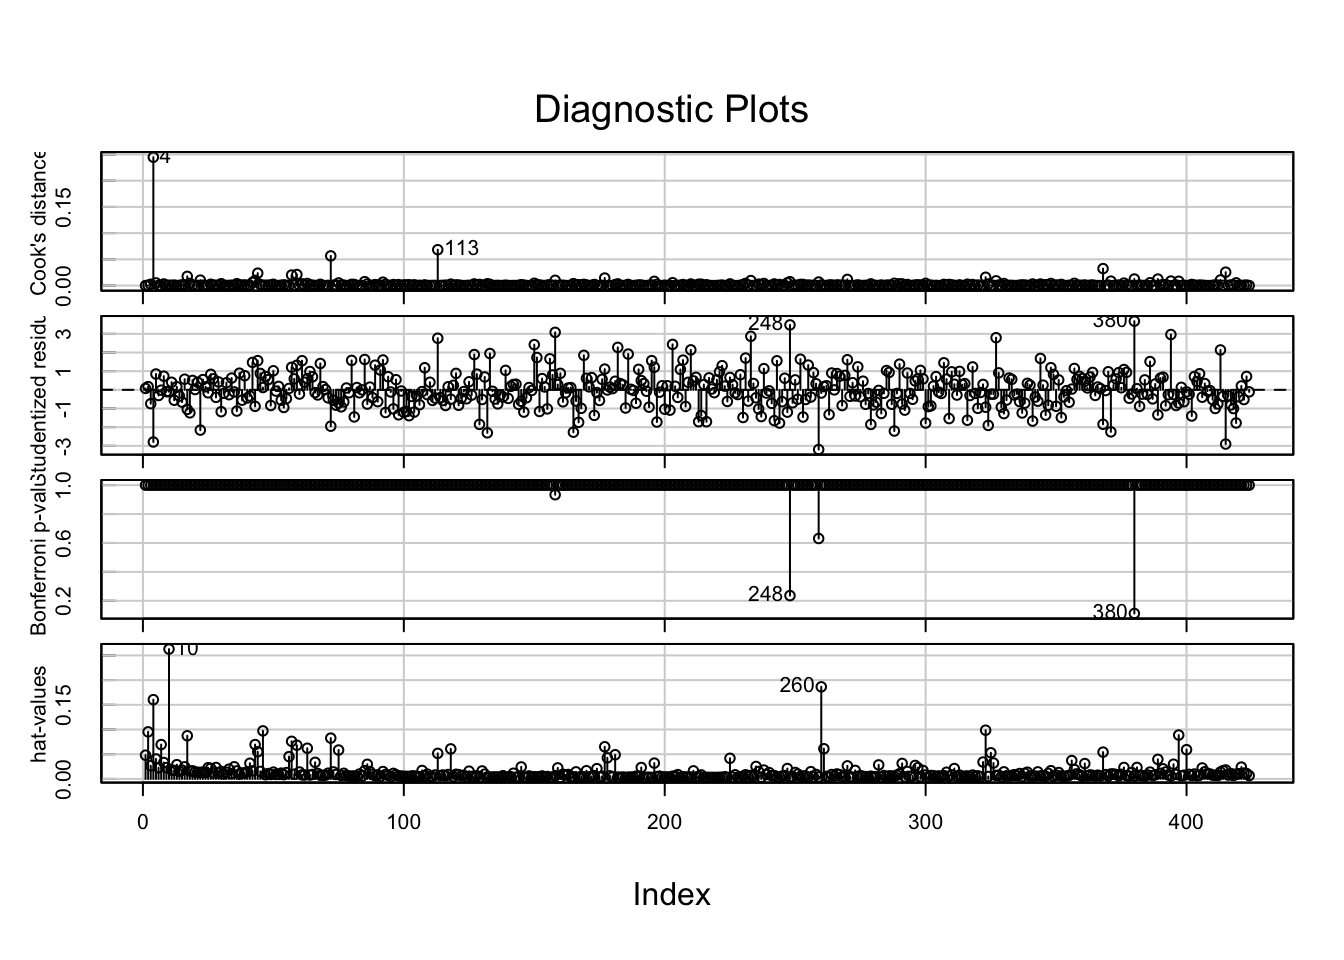 Diagnostic Plots
Cook's distance
0.00 0.15
4
113
Studentized residu
-3 -1 1 3
248
380
Bonferroni p-valu
0.2 0.6 1.0
248
380
hat-values
0.00 0.15
10
260
0 100 200 300 400
Index